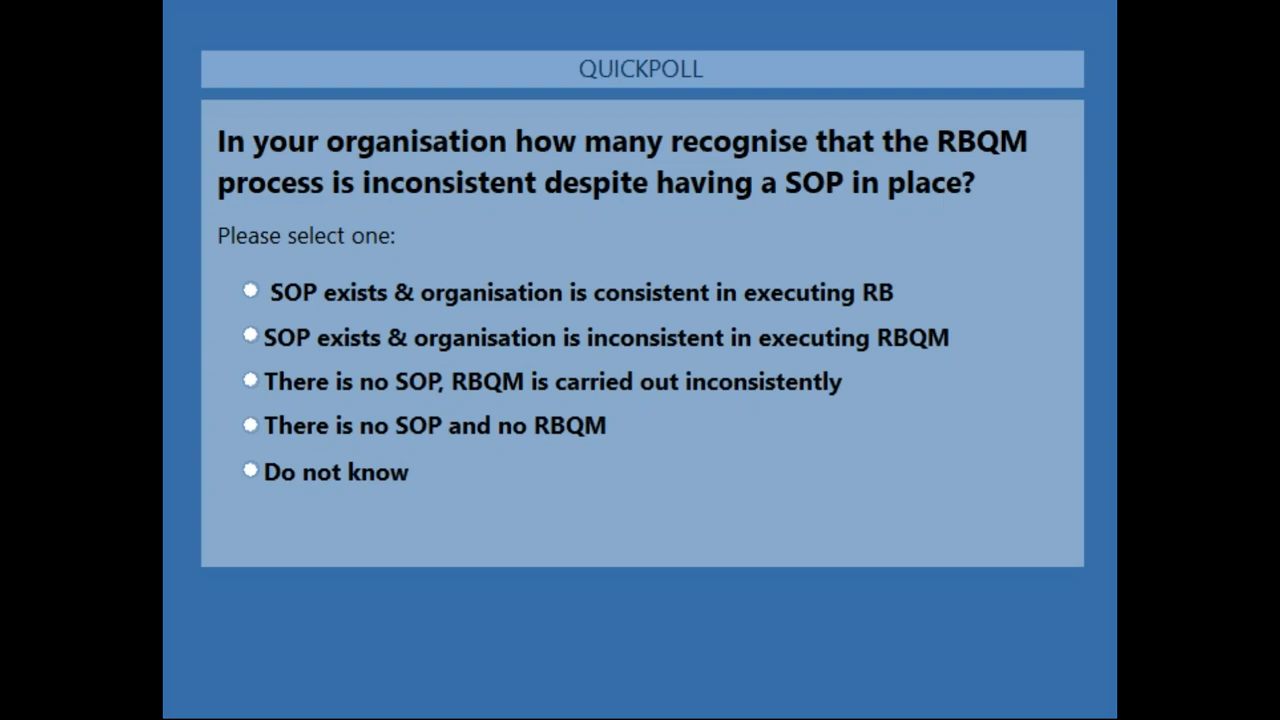 QUICKPOLL
In your organisation how many recognise that the RBQM
process is inconsistent despite having a SOP in place?
Please select one:
SOP exists & organisation is consistent in executing RB
SOP exists & organisation is inconsistent in executing RBQM
There is no SOP, RBQM is carried out inconsistently
There is no SOP and no RBQM
Do not know